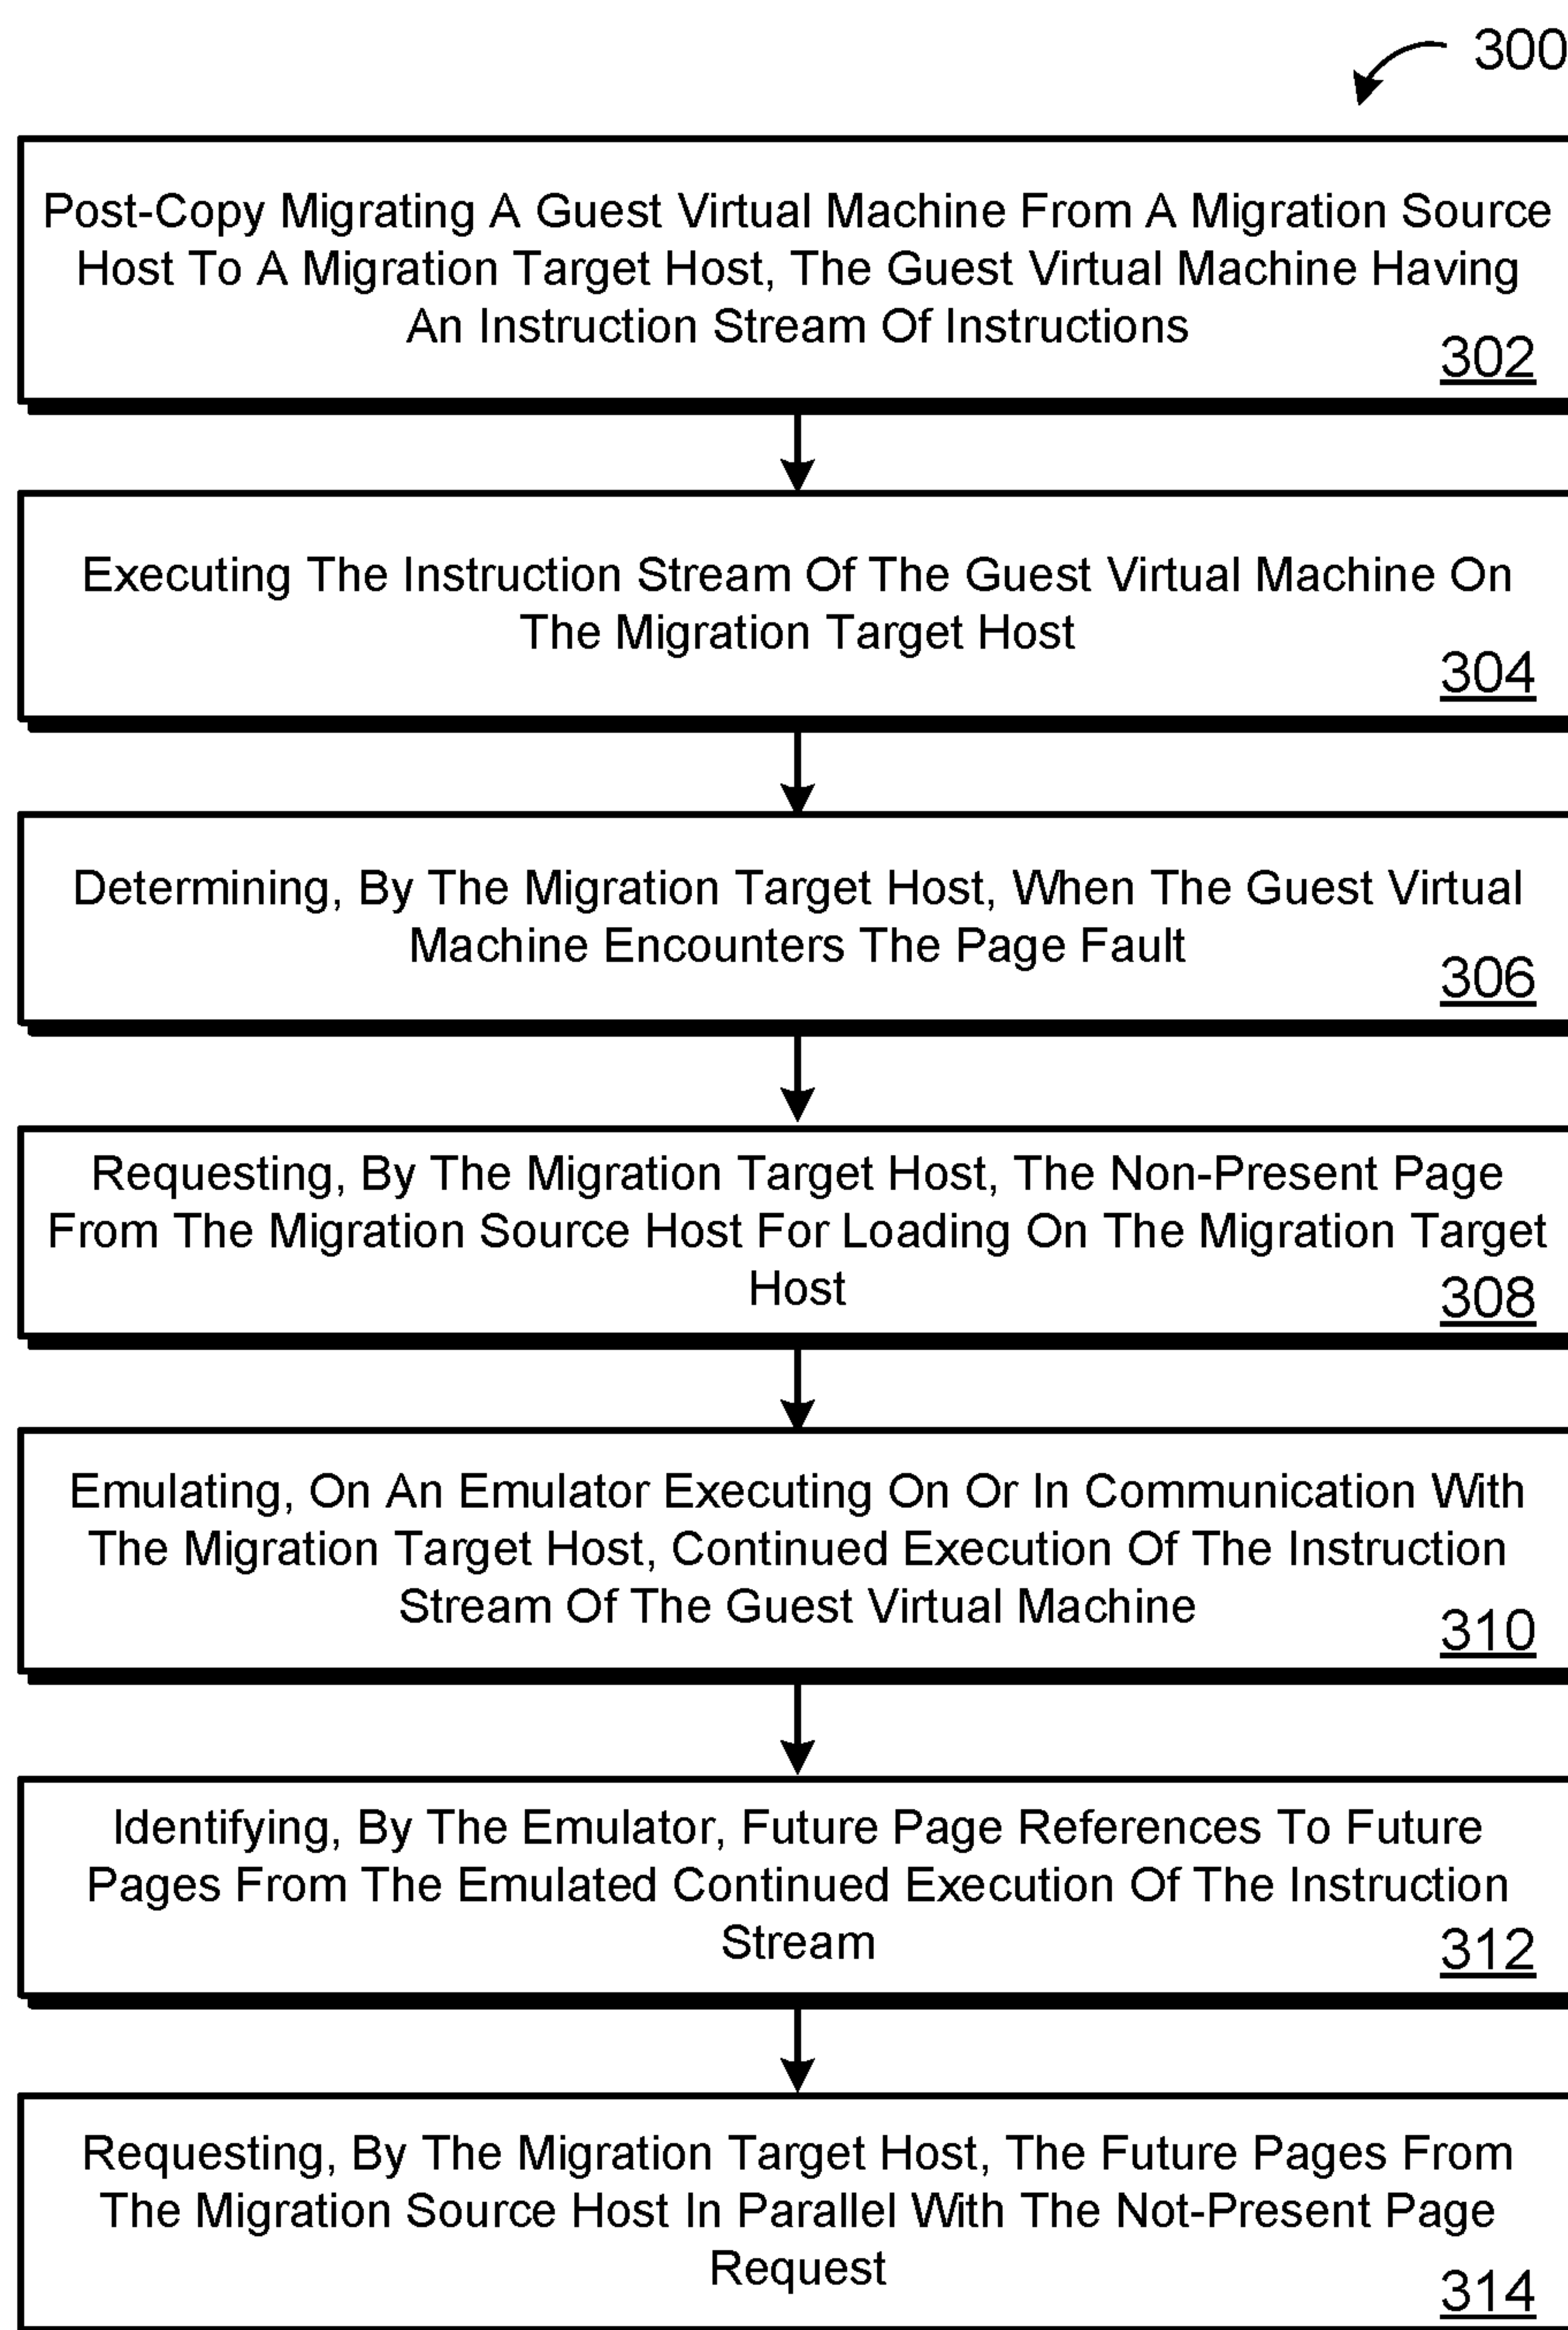 300
Post-Copy Migrating A Guest Virtual Machine From A Migration Source
Host To A Migration Target Host, The Guest Virtual Machine Having
An Instruction Stream Of Instructions
302
Executing The Instruction Stream Of The Guest Virtual Machine On
The Migration Target Host
304
Determining, By The Migration Target Host, When The Guest Virtual
Machine Encounters The Page Fault
306
Requesting, By The Migration Target Host, The Non-Present Page
From The Migration Source Host For Loading On The Migration Target
Host
308
Emulating, On An Emulator Executing On Or In Communication With
The Migration Target Host, Continued Execution Of The Instruction
Stream Of The Guest Virtual Machine
310
Identifying, By The Emulator, Future Page References To Future
Pages From The Emulated Continued Execution Of The Instruction
Stream
312
Requesting, By The Migration Target Host, The Future Pages From
The Migration Source Host In Parallel With The Not-Present Page
Request
314